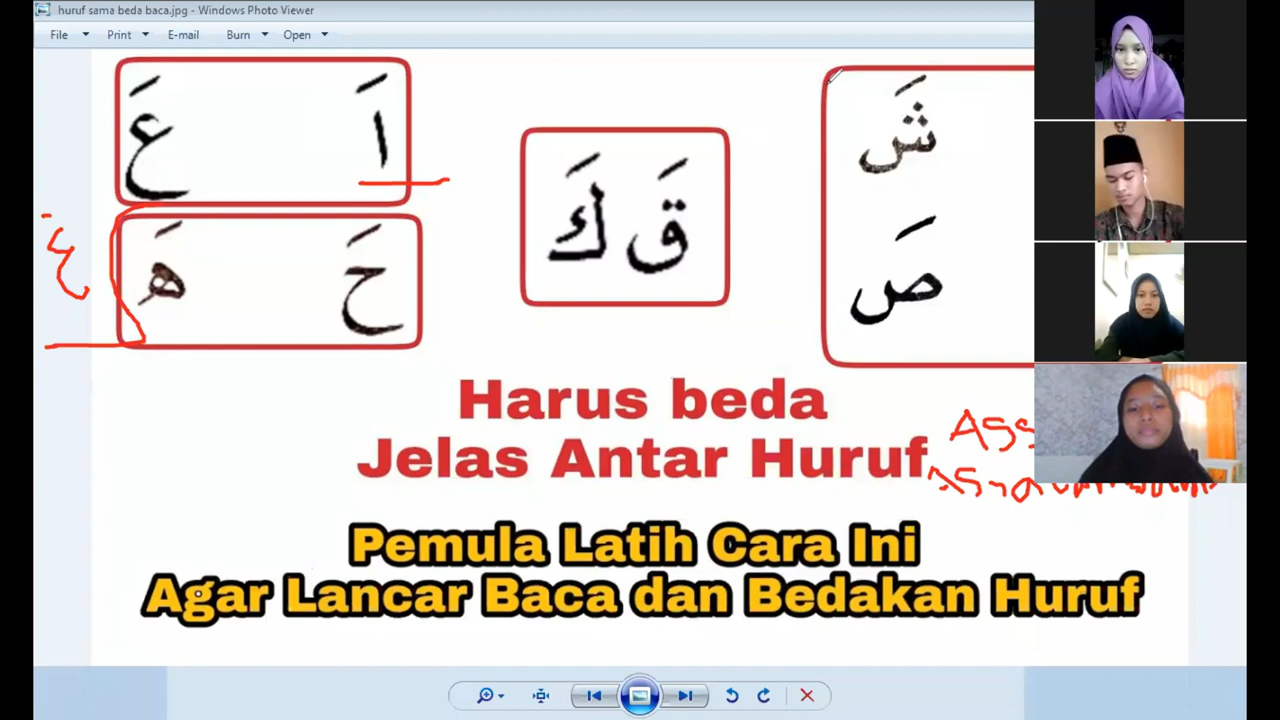 huruf sama beda baca.jpg - Windows Photo Viewer
File Print E-mail Burn Open
عَ اَ
هَ حَ
قَ كَ
شَ
صَ
Harus beda
Jelas Antar Huruf
Ass
Pemula Latih Cara Ini
Agar Lancar Baca dan Bedakan Huruf